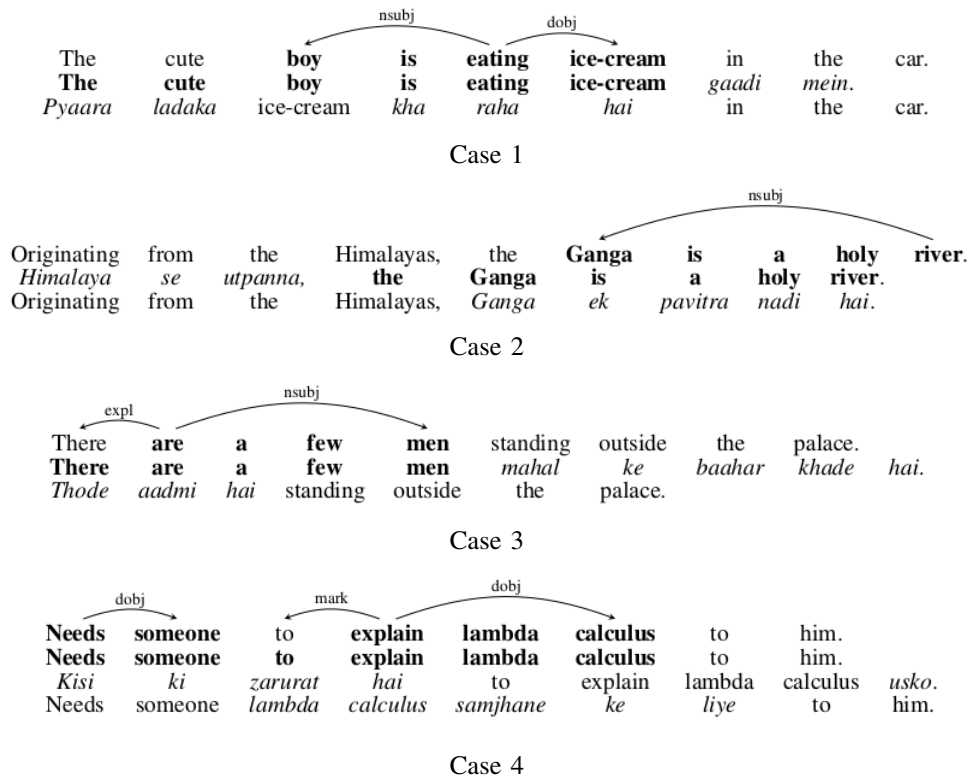 nsubj dobj
The cute boy is eating ice-cream in the car.
The cute boy is eating ice-cream gaadi mein.
Pyaara ladaka ice-cream kha raha hai in the car.
Case 1
nsubj
Originating from the Himalayas, the Ganga is a holy river.
Himalaya se utpanna, the Ganga is a holy river.
Originating from the Himalayas, Ganga ek pavitra nadi hai.
Case 2
expl nsubj
There are a few men standing outside the palace.
There are a few men mahal ke baahar khade hai.
Thode aadmi hai standing outside the palace.
Case 3
dobj mark dobj
Needs someone to explain lambda calculus to him.
Needs someone to explain lambda calculus to him.
Kisi ki zarurat hai to explain lambda calculus usko.
Needs someone lambda calculus samjhane ke liye to him.
Case 4